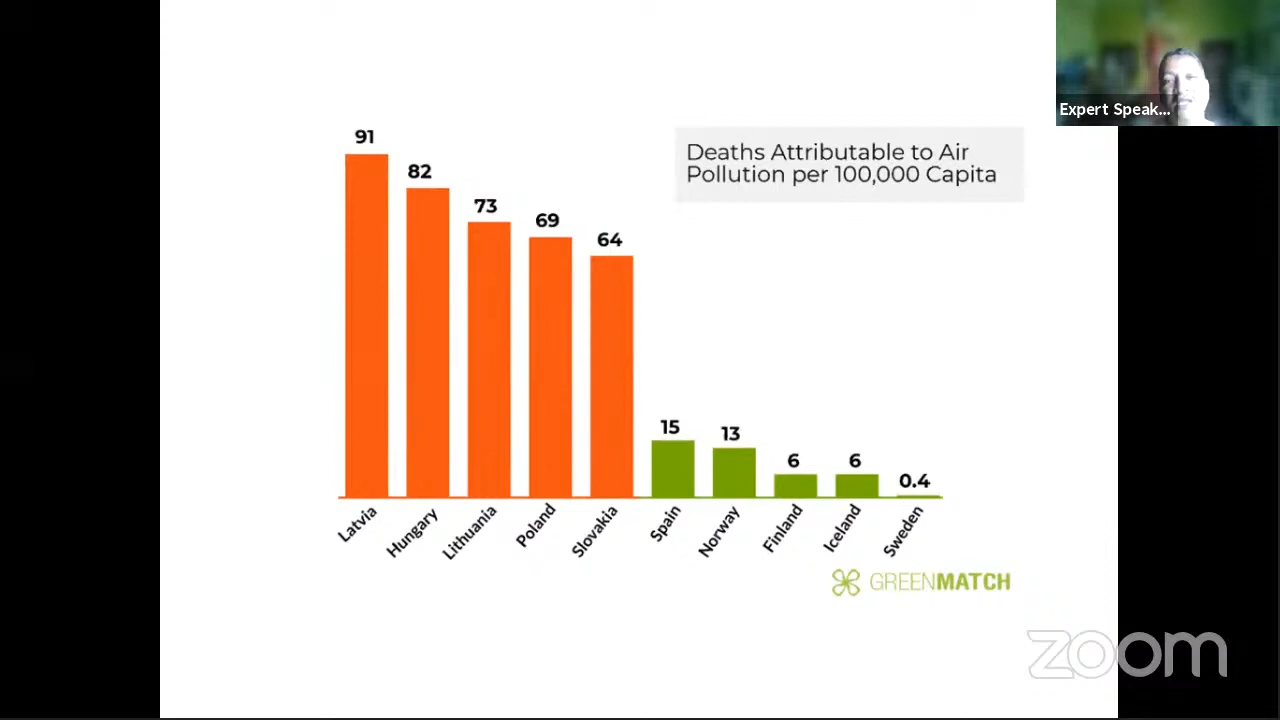 Expert Speak...
Deaths Attributable to Air
Pollution per 100,000 Capita
91
82
73
69
64
15
13
6
6
0.4
Latvia
Hungary
Lithuania
Poland
Slovakia
Spain
Norway
Finland
Iceland
Sweden
GREENMATCH
zoom